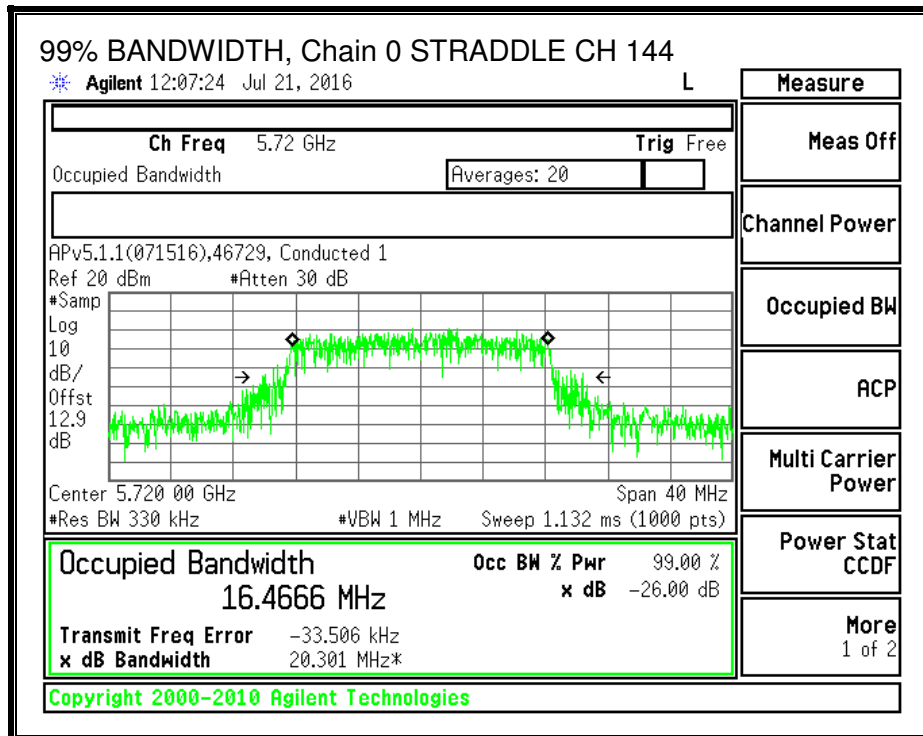 99% BANDWIDTH, Chain 0 STRADDLE CH 144
Agilent 12:07:24 Jul 21, 2016 L
Measure
Ch Freq 5.72 GHz Trig Free
Occupied Bandwidth Averages: 20
Meas Off
Channel Power
Occupied BW
ACP
Multi Carrier
Power
Power Stat
CCDF
More
1 of 2
APv5.1.1(071516),46729, Conducted 1
Ref 20 dBm #Atten 30 dB
#Samp
Log
10
dB/
Offst
12.9
dB
Center 5.720 00 GHz Span 40 MHz
#Res BW 330 kHz #VBW 1 MHz Sweep 1.132 ms (1000 pts)
Occupied Bandwidth Occ BW % Pwr 99.00 %
16.4666 MHz x dB -26.00 dB
Transmit Freq Error -33.506 kHz
x dB Bandwidth 20.301 MHz*
Copyright 2000-2010 Agilent Technologies